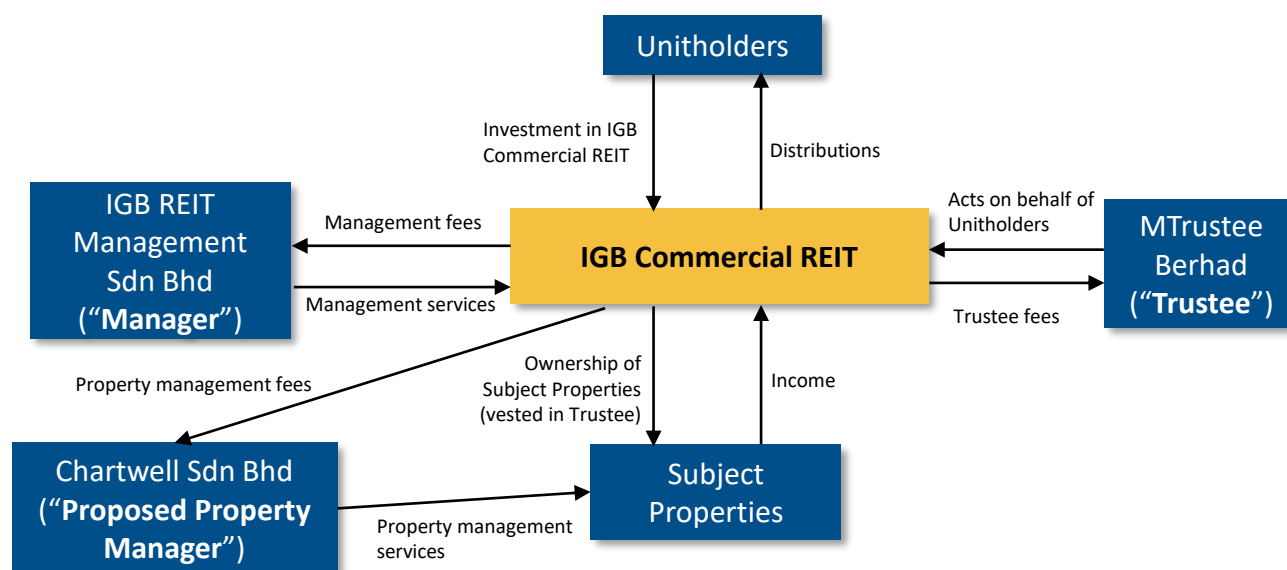 Unitholders
Investment in IGB
Commercial REIT
Distributions
IGB REIT
Management
Sdn Bhd
(“Manager”)
Management fees
Management services
IGB Commercial REIT
Acts on behalf of
Unitholders
Trustee fees
MTrustee
Berhad
(“Trustee”)
Property management fees
Ownership of
Subject Properties
(vested in Trustee)
Income
Chartwell Sdn Bhd
(“Proposed Property
Manager”)
Property management
services
Subject
Properties